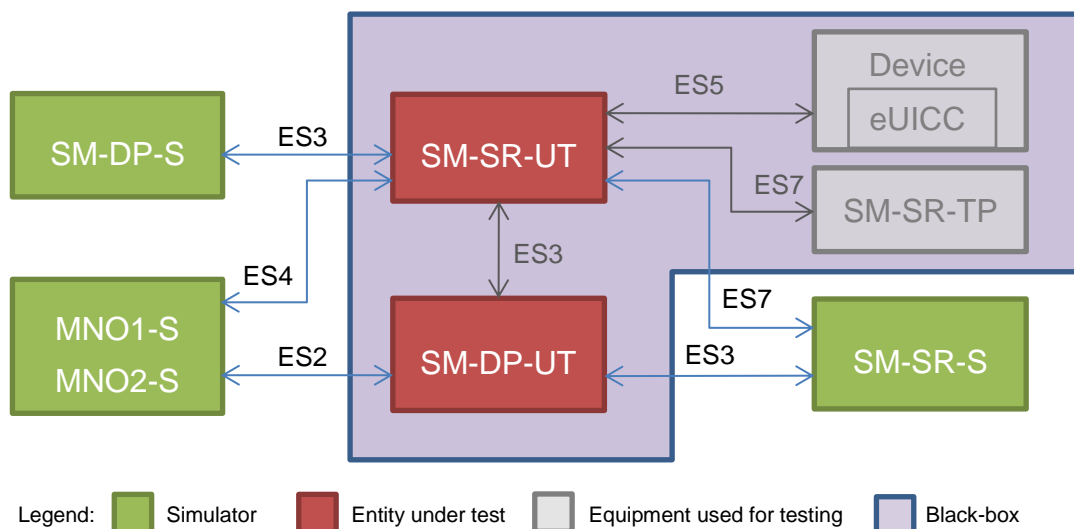 Device
eUICC
ES5
SM-DP-S
ES3
SM-SR-UT
ES7
SM-SR-TP
ES3
ES4
ES7
MNO1-S
MNO2-S
ES2
SM-DP-UT
ES3
SM-SR-S
Legend: Simulator Entity under test Equipment used for testing Black-box